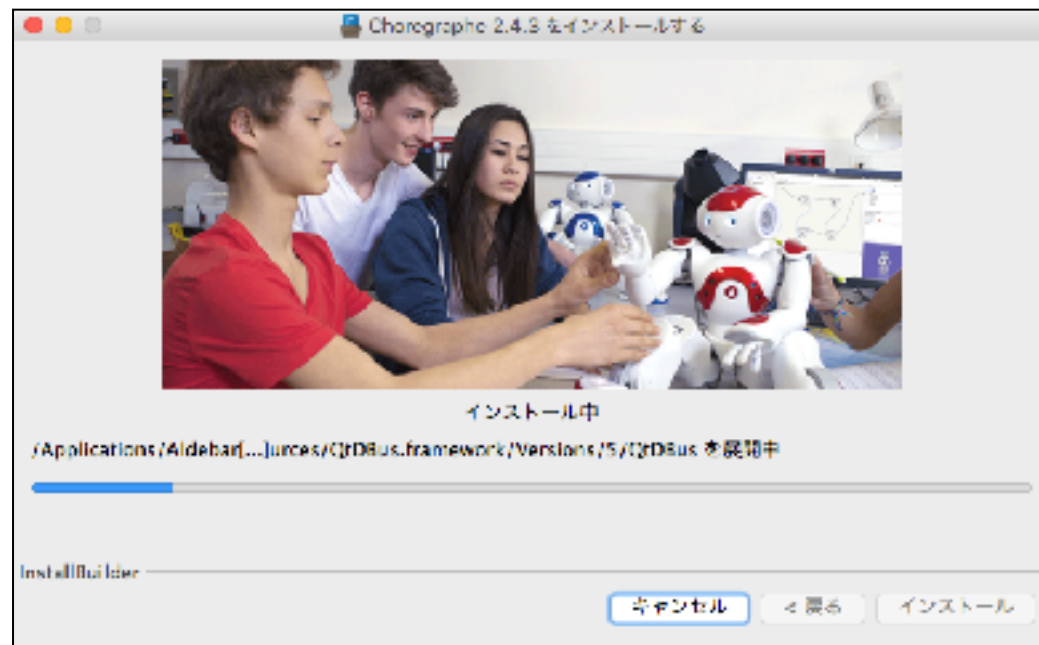 Choregraphe 2.4.3 をインストールする
インストール中
/Applications/Aldebar[...]urces/QtDBus.framework/Versions/5/QtDBus を展開中
InstallBuilder
キャンセル
< 戻る
インストール